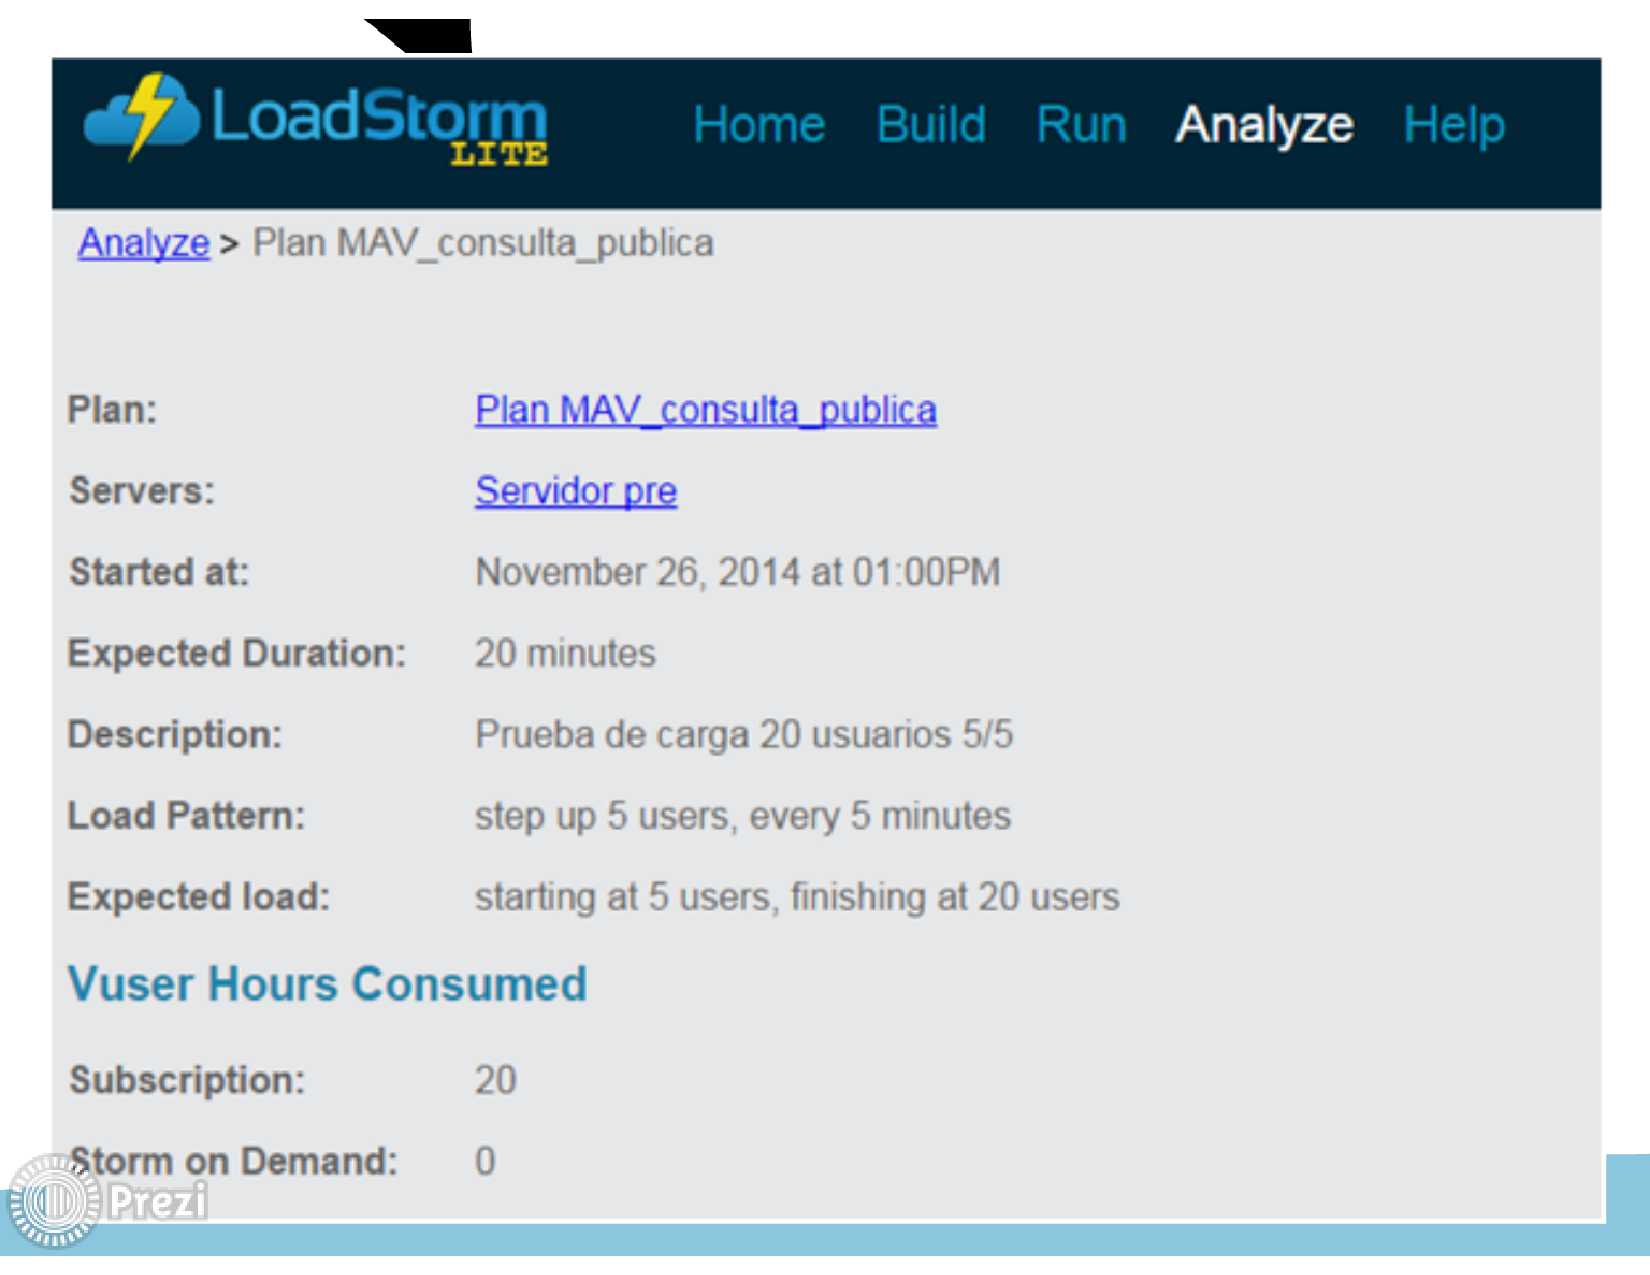 LoadStorm
LITE
Home Build Run Analyze Help
Analyze > Plan MAV_consulta_publica
Plan: Plan MAV_consulta_publica
Servers: Servidor pre
Started at: November 26, 2014 at 01:00PM
Expected Duration: 20 minutes
Description: Prueba de carga 20 usuarios 5/5
Load Pattern: step up 5 users, every 5 minutes
Expected load: starting at 5 users, finishing at 20 users
Vuser Hours Consumed
Subscription: 20
Storm on Demand: 0
Prezi